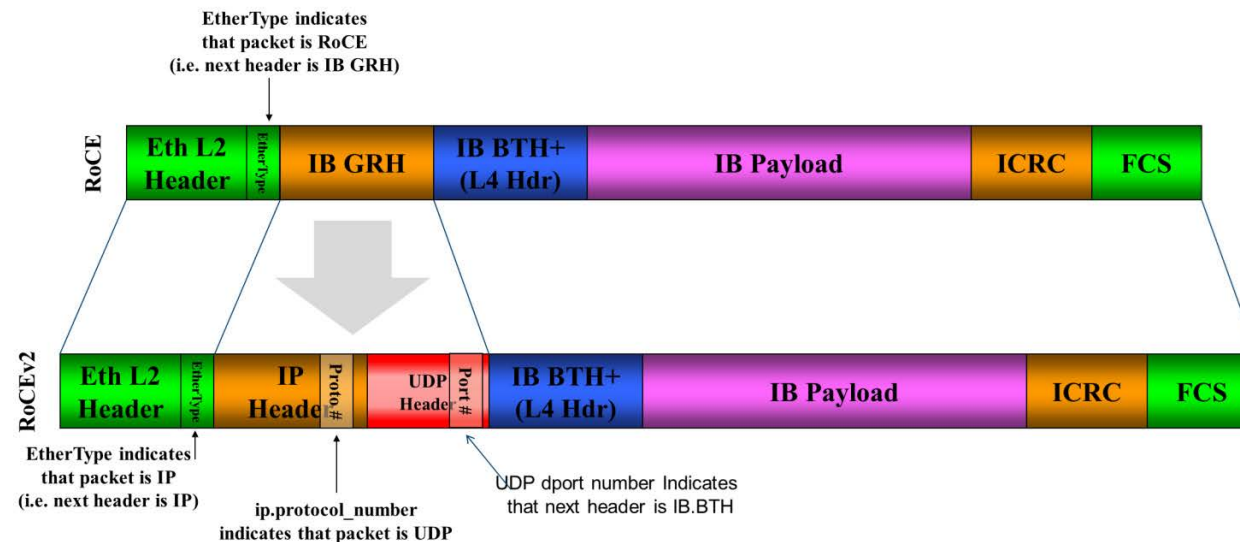 EtherType indicates
that packet is RoCE
(i.e. next header is IB GRH)
RoCE
Eth L2
Header
EtherType
IB GRH
IB BTH+
(L4 Hdr)
IB Payload
ICRC
FCS
RoCEv2
Eth L2
Header
EtherType
IP
Header
Proto #
UDP
Header
Port #
IB BTH+
(L4 Hdr)
IB Payload
ICRC
FCS
EtherType indicates
that packet is IP
(i.e. next header is IP)
ip.protocol_number
indicates that packet is UDP
UDP dport number Indicates
that next header is IB.BTH